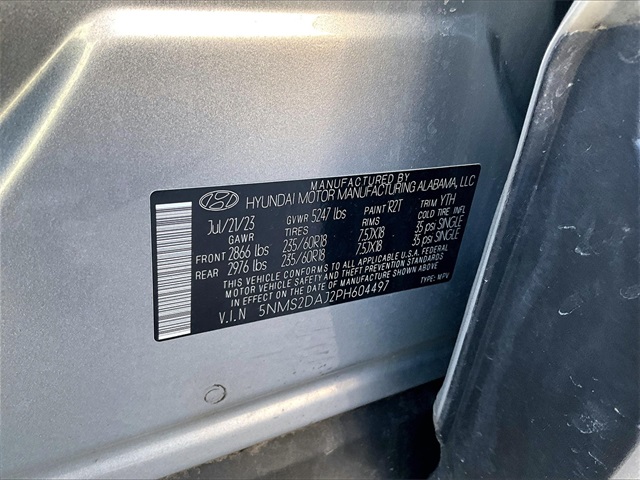 MANUFACTURED BY
HYUNDAI MOTOR MANUFACTURING ALABAMA, LLC
Jul/21/23 GVWR 5247 lbs PAINT R2T TRIM YTH
GAWR TIRES RIMS COLD TIRE INFL
FRONT 2866 lbs 235/60R18 7.5JX18 35 psi SINGLE
REAR 2976 lbs 235/60R18 7.5JX18 35 psi SINGLE
THIS VEHICLE CONFORMS TO ALL APPLICABLE U.S.A. FEDERAL
MOTOR VEHICLE SAFETY AND THEFT PREVENTION STANDARDS
IN EFFECT ON THE DATE OF MANUFACTURE SHOWN ABOVE.
V.I.N 5NMS2DAJ2PH604497 TYPE: MPV